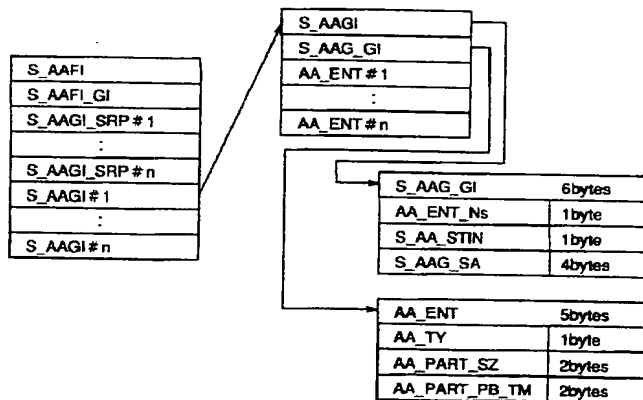 S_AAFI
S_AAFI_GI
S_AAGI_SRP#1
:
S_AAGI_SRP#n
S_AAGI#1
:
S_AAGI#n
S_AAGI
S_AAG_GI
AA_ENT#1
:
AA_ENT#n
S_AAG_GI 6bytes
AA_ENT_Ns 1byte
S_AA_STIN 1byte
S_AAG_SA 4bytes
AA_ENT 5bytes
AA_TY 1byte
AA_PART_SZ 2bytes
AA_PART_PB_TM 2bytes